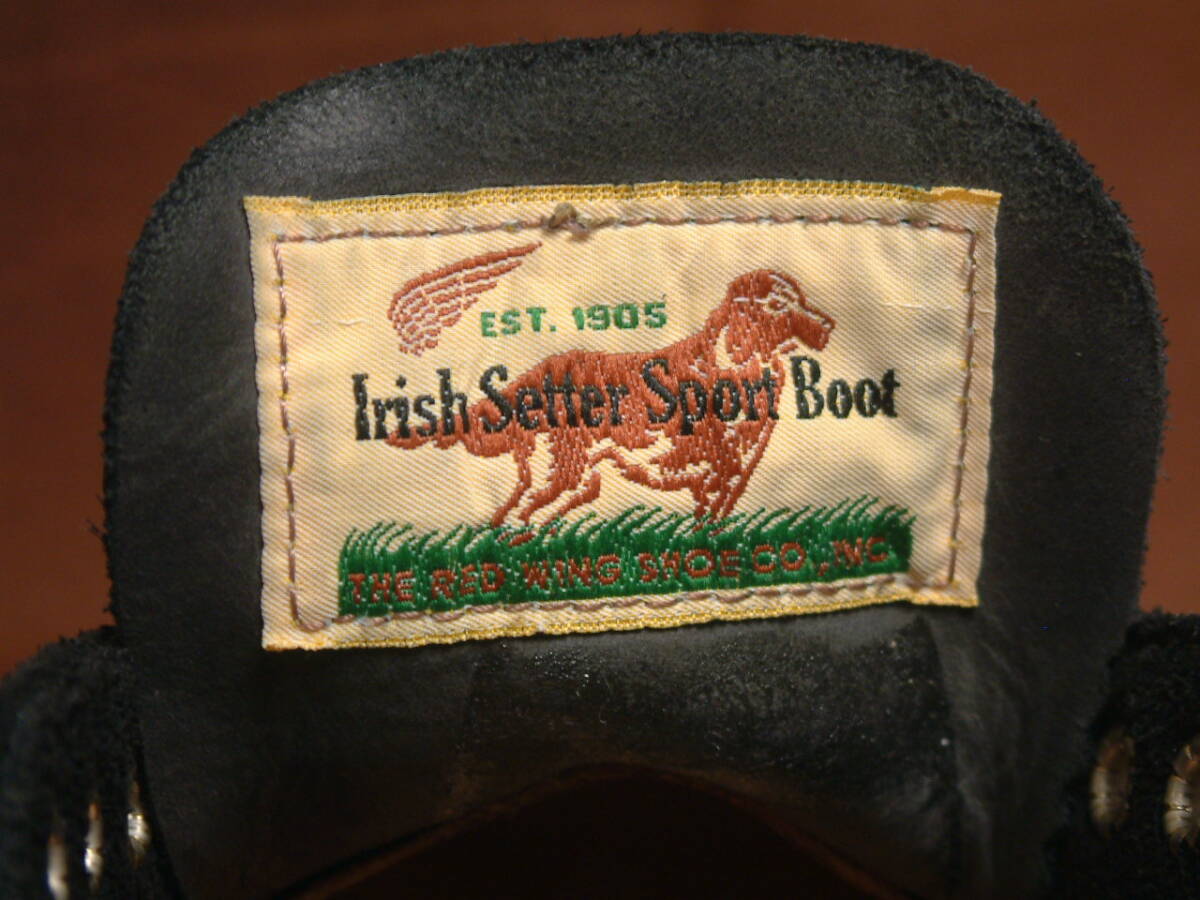 EST. 1905
Irish Setter Sport Boot
THE RED WING SHOE CO., INC